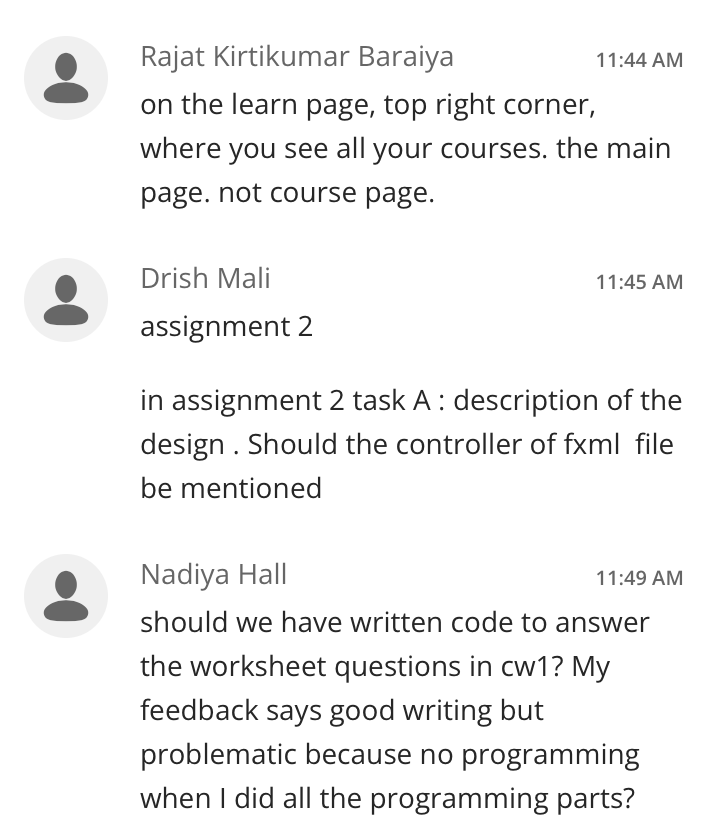 Rajat Kirtikumar Baraiya 11:44 AM
on the learn page, top right corner,
where you see all your courses. the main
page. not course page.
Drish Mali 11:45 AM
assignment 2
in assignment 2 task A : description of the
design . Should the controller of fxml  file
be mentioned
Nadiya Hall 11:49 AM
should we have written code to answer
the worksheet questions in cw1? My
feedback says good writing but
problematic because no programming
when I did all the programming parts?